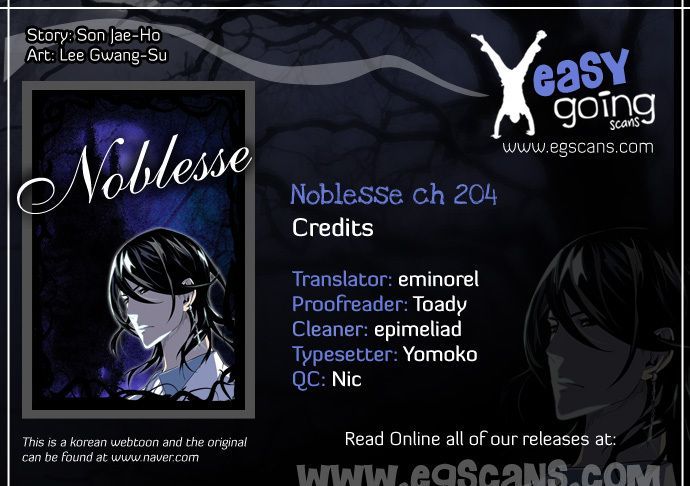 Story: Son Jae-Ho
Art: Lee Gwang-Su
easy
going
scans
www.egscans.com
Noblesse
Noblesse ch 204
Credits
Translator: eminorel
Proofreader: Toady
Cleaner: epimeliad
Typesetter: Yomoko
QC: Nic
This is a korean webtoon and the original
can be found at www.naver.com
Read Online all of our releases at:
www.egscans.com